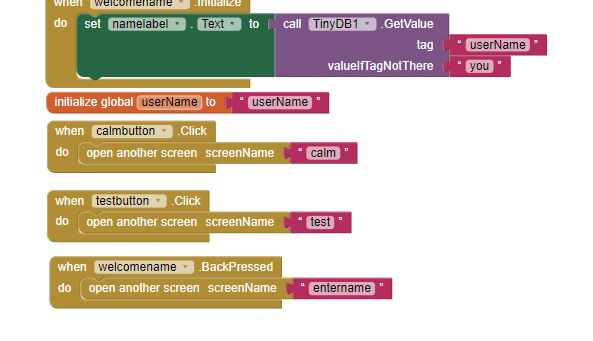 when welcomename .Initialize
do set namelabel . Text to call TinyDB1 .GetValue
tag " userName "
valueIfTagNotThere " you "
initialize global userName to " userName "
when calmbutton .Click
do open another screen screenName " calm "
when testbutton .Click
do open another screen screenName " test "
when welcomename .BackPressed
do open another screen screenName " entername "